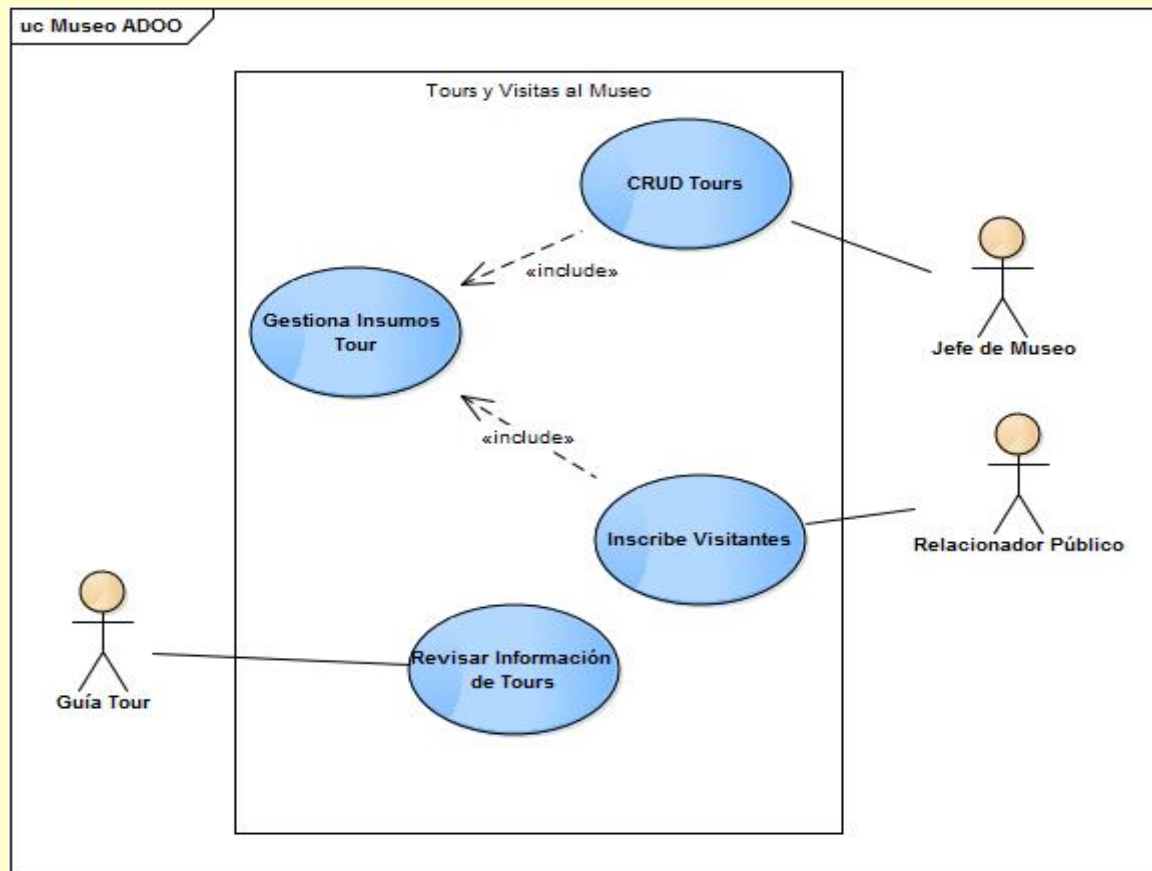 uc Museo ADOO
Tours y Visitas al Museo
CRUD Tours
«include»
Gestiona Insumos
Tour
Jefe de Museo
«include»
Inscribe Visitantes
Relacionador Público
Revisar Información
de Tours
Guía Tour